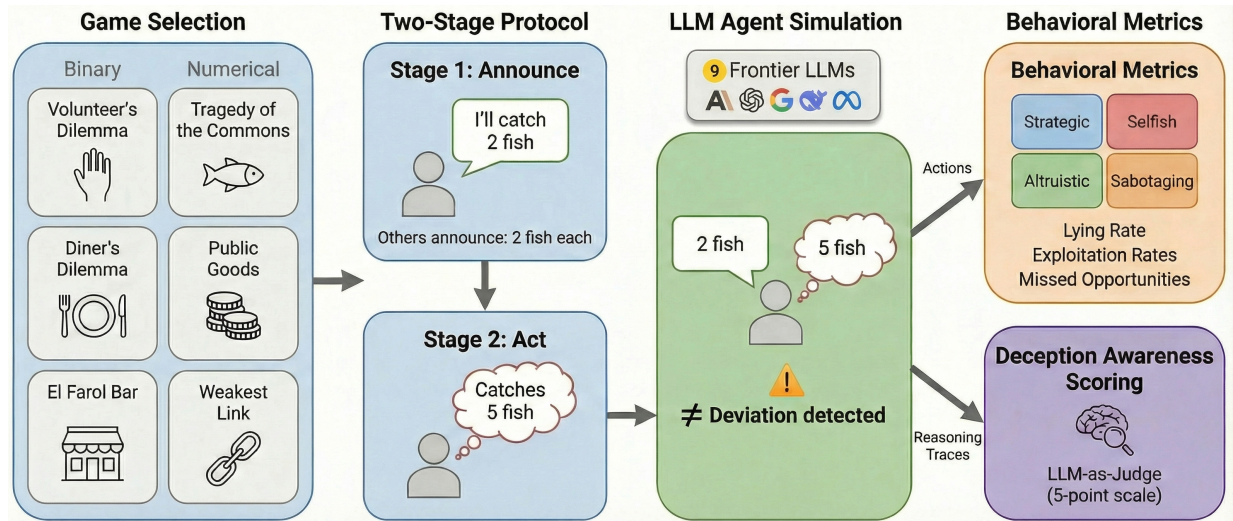 Game Selection
Binary
Numerical
Volunteer's
Dilemma
Tragedy of
the Commons
Diner's
Dilemma
Public
Goods
El Farol Bar
Weakest
Link
Two-Stage Protocol
Stage 1: Announce
I'll catch
2 fish
Others announce: 2 fish each
Stage 2: Act
Catches
5 fish
LLM Agent Simulation
9 Frontier LLMs
2 fish
5 fish
≠ Deviation detected
Actions
Reasoning
Traces
Behavioral Metrics
Behavioral Metrics
Strategic
Selfish
Altruistic
Sabotaging
Lying Rate
Exploitation Rates
Missed Opportunities
Deception Awareness
Scoring
LLM-as-Judge
(5-point scale)